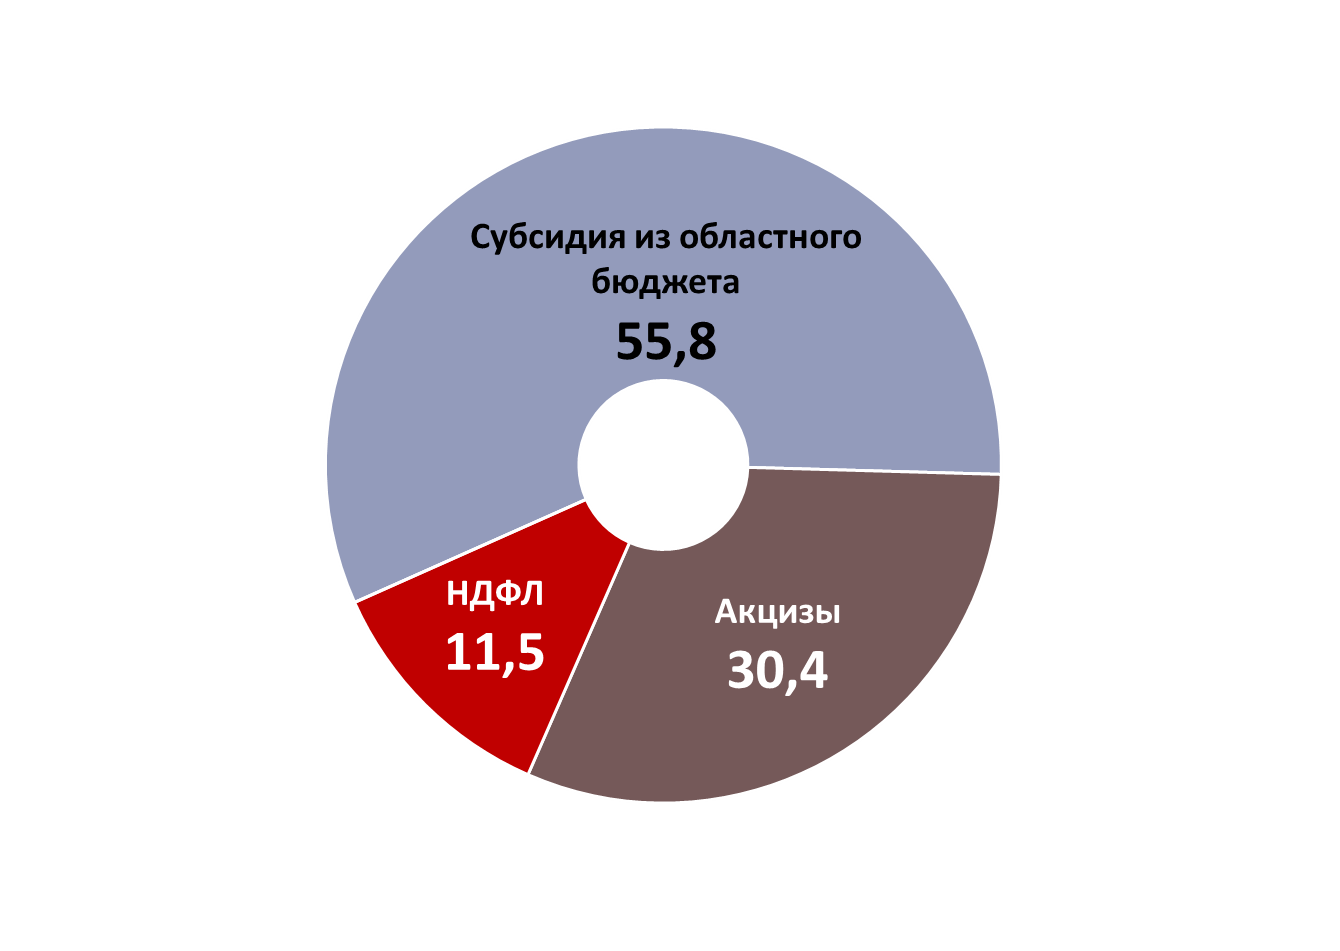 Субсидия из областного
бюджета
55,8
НДФЛ
11,5
Акцизы
30,4